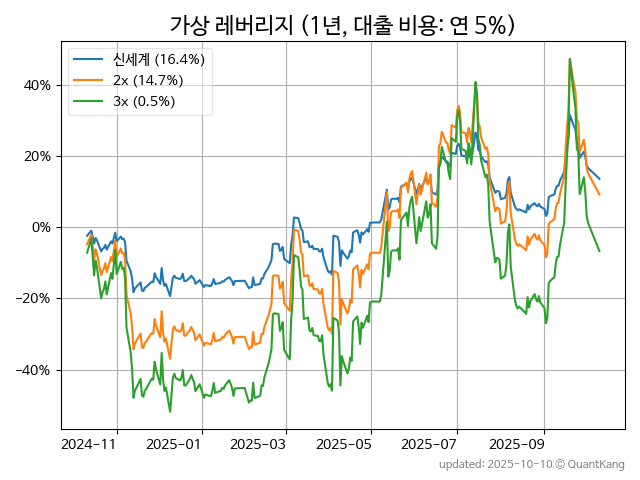 가상 레버리지 (1년, 대출 비용: 연 5%)
신세계 (16.4%)
2x (14.7%)
3x (0.5%)
40%
20%
0%
−20%
−40%
2024-11 2025-01 2025-03 2025-05 2025-07 2025-09
updated: 2025-10-10 © QuantKang